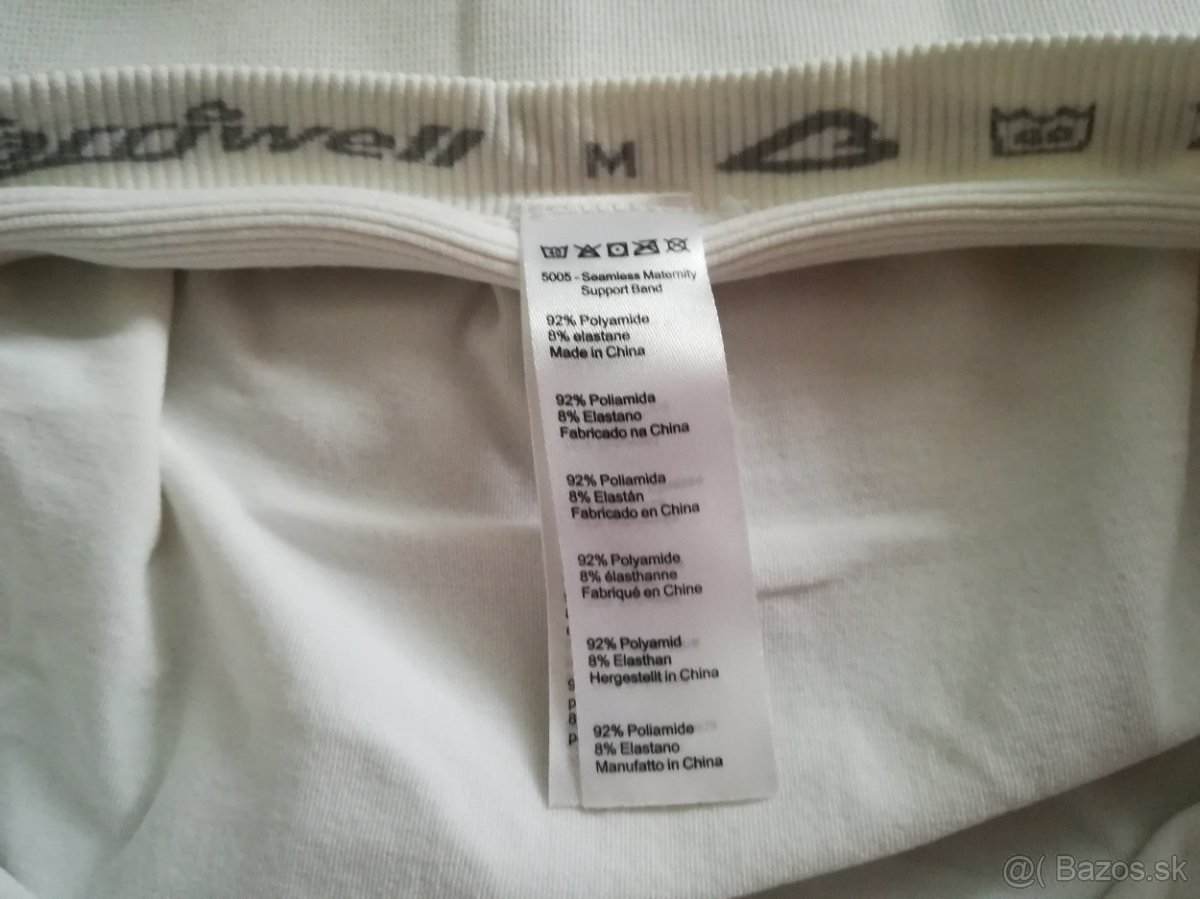 M
5005 - Seamless Maternity
Support Band
92% Polyamide
8% elastane
Made in China
92% Poliamida
8% Elastano
Fabricado na China
92% Poliamida
8% Elastán
Fabricado en China
92% Polyamide
8% élasthanne
Fabriqué en Chine
92% Polyamid
8% Elasthan
Hergestellt in China
92% Poliamide
8% Elastano
Manufatto in China
@( Bazos.sk